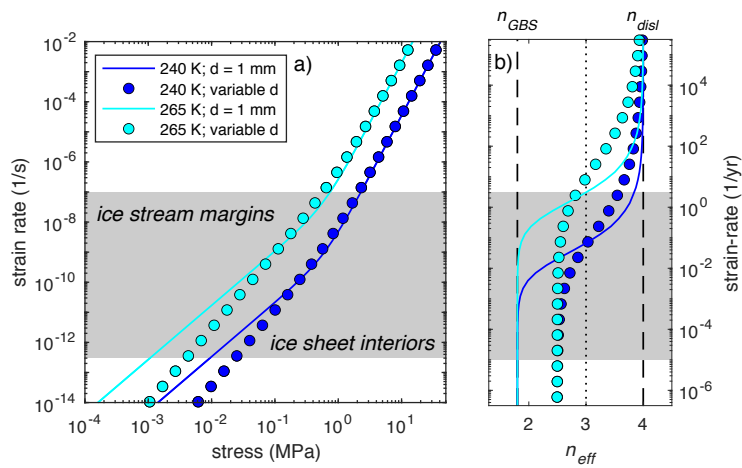 n_GBS
n_disl
10^-2
10^-4
10^-6
10^-8
10^-10
10^-12
10^-14
strain rate (1/s)
240 K; d = 1 mm
240 K; variable d
265 K; d = 1 mm
265 K; variable d
a)
ice stream margins
ice sheet interiors
10^-4
10^-3
10^-2
10^-1
10^0
10^1
stress (MPa)
b)
10^4
10^2
10^0
10^-2
10^-4
10^-6
strain-rate (1/yr)
2
3
4
n_eff